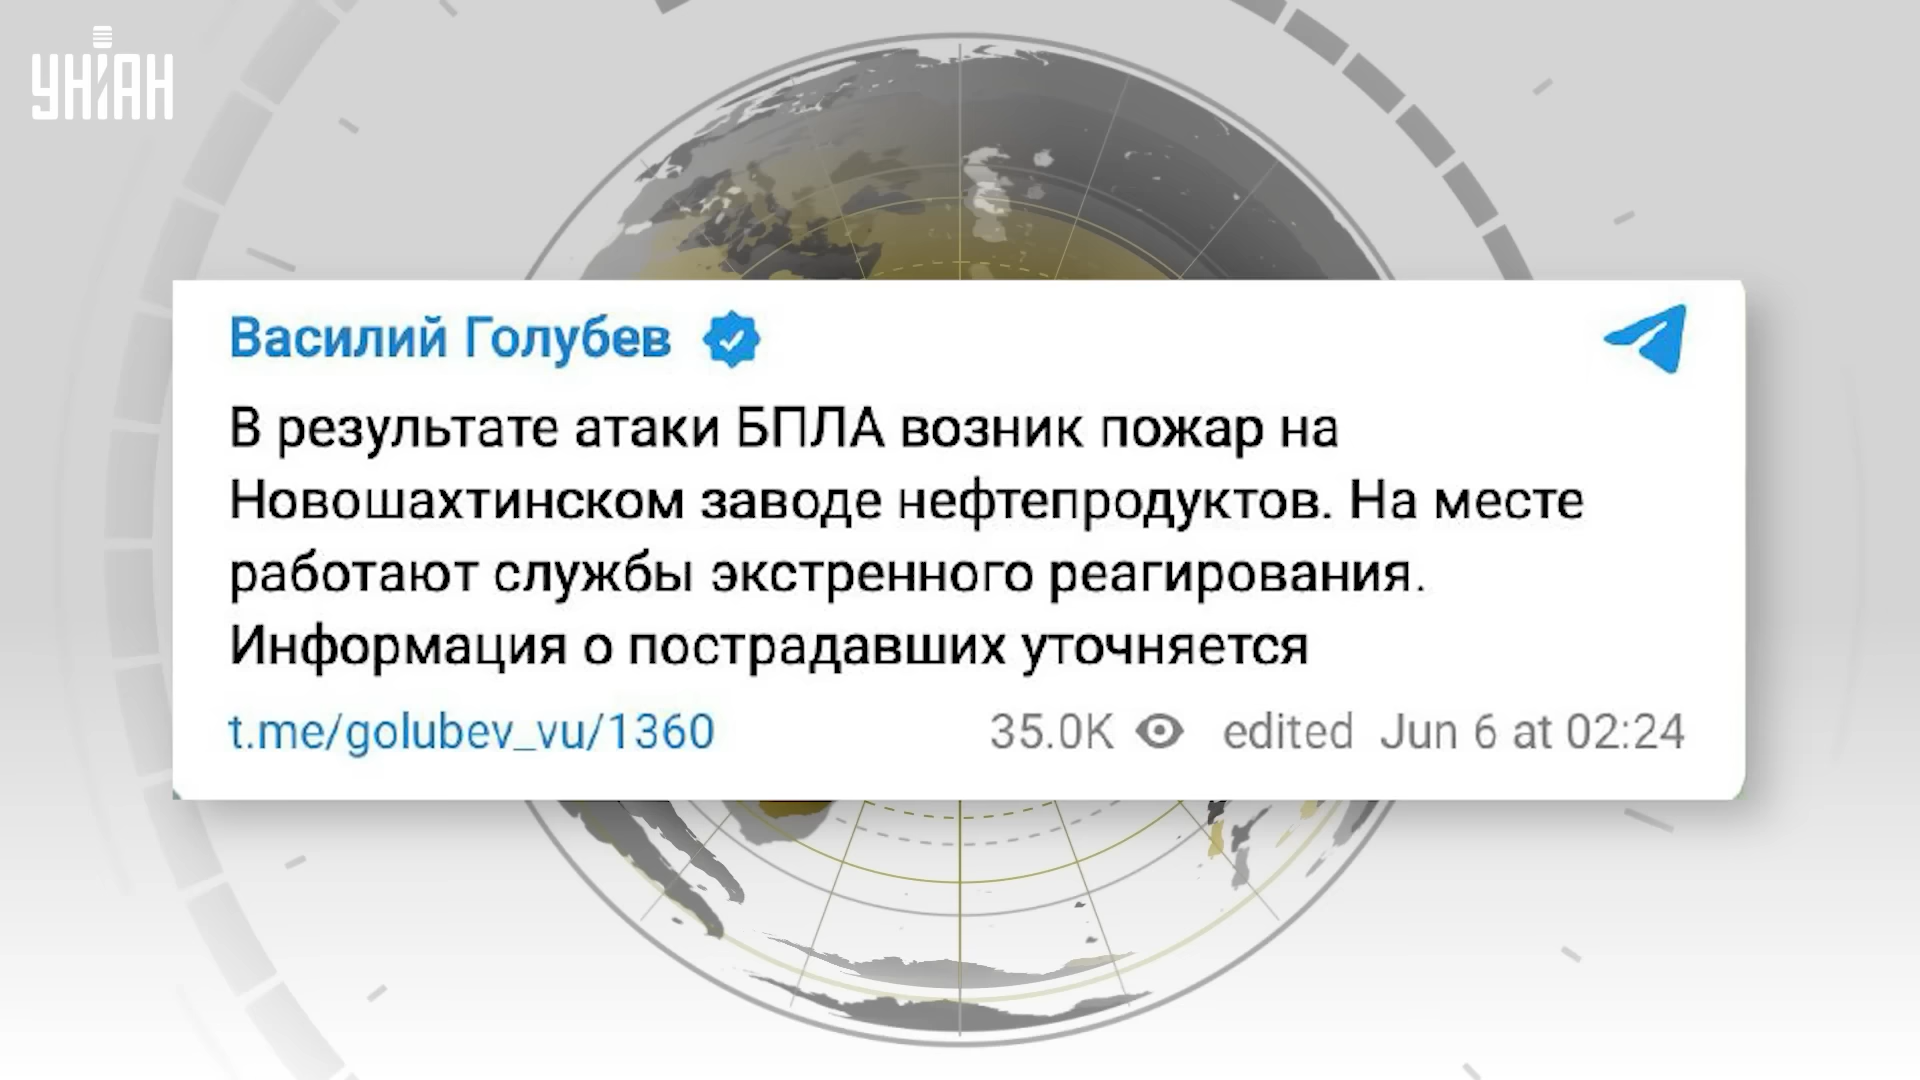 УНІАН
Василий Голубев
В результате атаки БПЛА возник пожар на
Новошахтинском заводе нефтепродуктов. На месте
работают службы экстренного реагирования.
Информация о пострадавших уточняется
t.me/golubev_vu/1360 35.0K edited Jun 6 at 02:24